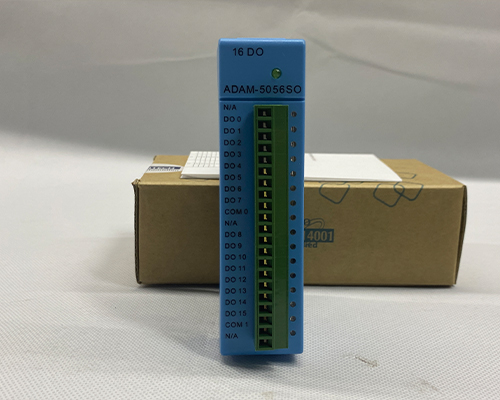 16 DO
ADAM-5056SO
N/A
DO 0
DO 1
DO 2
DO 3
DO 4
DO 5
DO 6
DO 7
COM 0
N/A
DO 8
DO 9
DO 10
DO 11
DO 12
DO 13
DO 14
DO 15
COM 1
N/A
14001